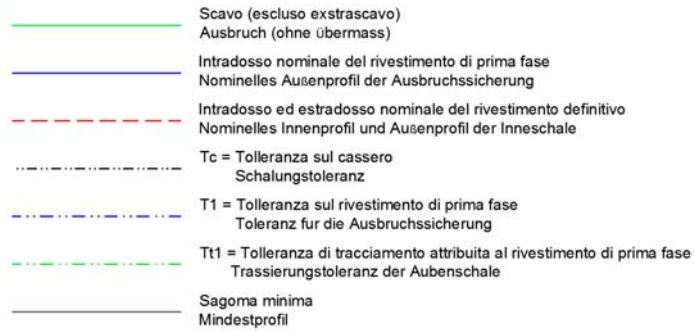 Scavo (escluso exstrascavo)
Ausbruch (ohne übermass)
Intradosso nominale del rivestimento di prima fase
Nominelles Außenprofil der Ausbruchssicherung
Intradosso ed estradosso nominale del rivestimento definitivo
Nominelles Innenprofil und Außenprofil der Inneschale
Tc = Tolleranza sul cassero
Schalungstoleranz
T1 = Tolleranza sul rivestimento di prima fase
Toleranz fur die Ausbruchssicherung
Tt1 = Tolleranza di tracciamento attribuita al rivestimento di prima fase
Trassierungstoleranz der Aubenschale
Sagoma minima
Mindestprofil